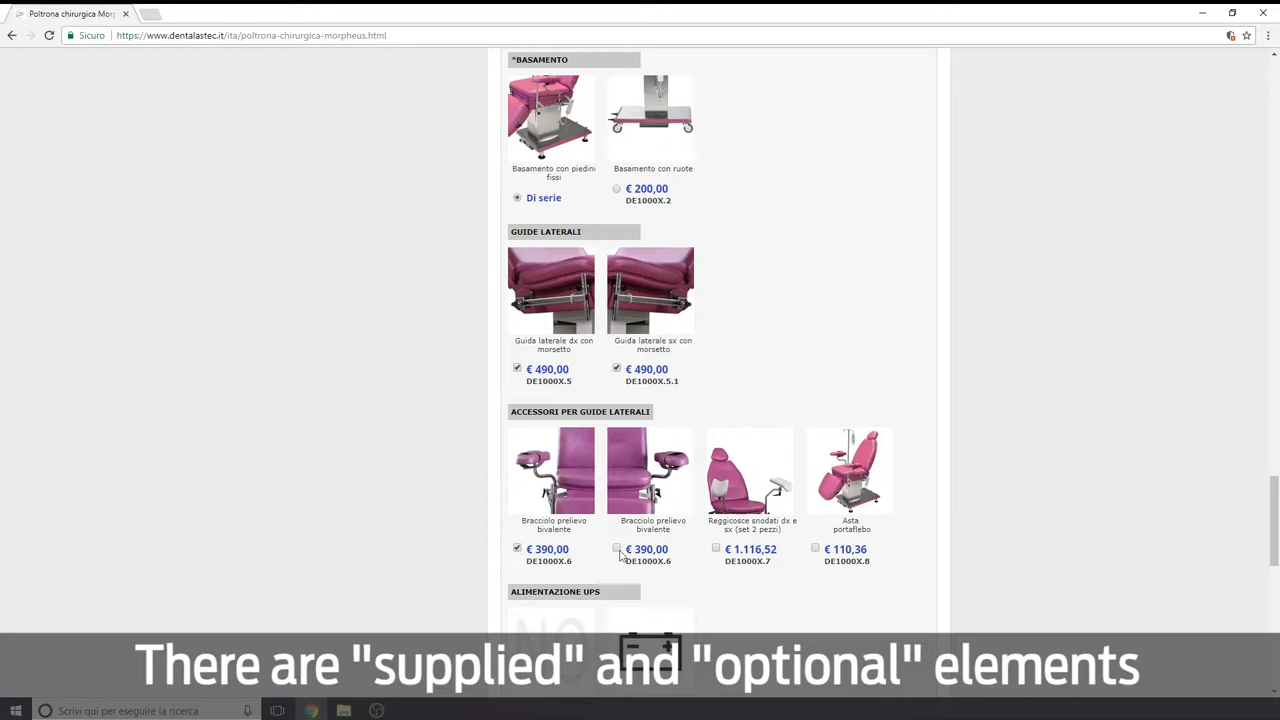 Poltrona chirurgica Mor
Sicuro
https://www.dentalastec.it/ita/poltrona-chirurgica-morpheus.html
*BASAMENTO
Basamento con piedini
fissi
Di serie
Basamento con ruote
€ 200,00
DE1000X.2
GUIDE LATERALI
Guida laterale dx con
morsetto
€ 490,00
DE1000X.5
Guida laterale sx con
morsetto
€ 490,00
DE1000X.5.1
ACCESSORI PER GUIDE LATERALI
Bracciolo prelievo
bivalente
€ 390,00
DE1000X.6
Bracciolo prelievo
bivalente
€ 390,00
DE1000X.6
Reggicosce snodati dx e
sx (set 2 pezzi)
€ 1.116,52
DE1000X.7
Asta
portaflebo
€ 110,36
DE1000X.8
ALIMENTAZIONE UPS
NO
There are "supplied" and "optional" elements
Scrivi qui per eseguire la ricerca